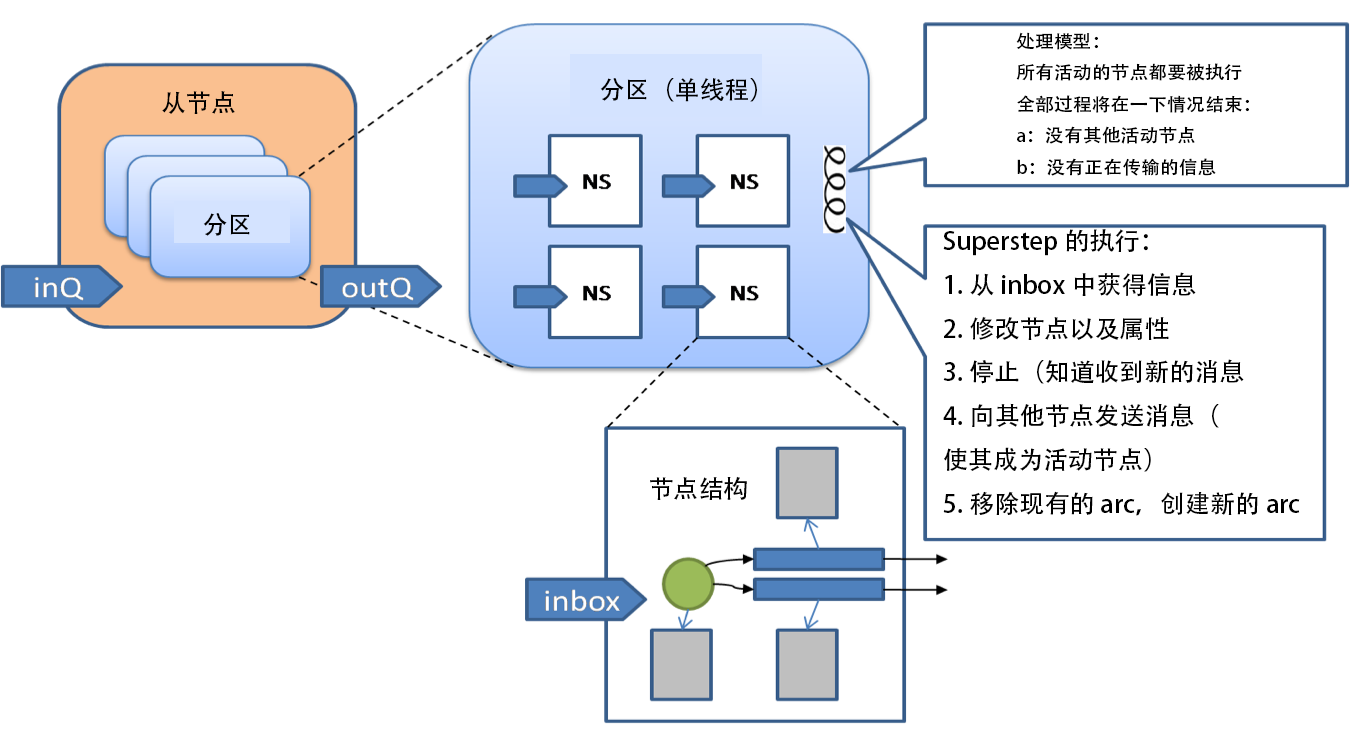 从节点
分区
inQ
outQ
分区（单线程）
NS
NS
NS
NS
处理模型：
所有活动的节点都要被执行
全部过程将在一下情况结束：
a：没有其他活动节点
b：没有正在传输的信息
Superstep 的执行：
1. 从 inbox 中获得信息
2. 修改节点以及属性
3. 停止（知道收到新的消息
4. 向其他节点发送消息（
使其成为活动节点）
5. 移除现有的 arc，创建新的 arc
节点结构
inbox